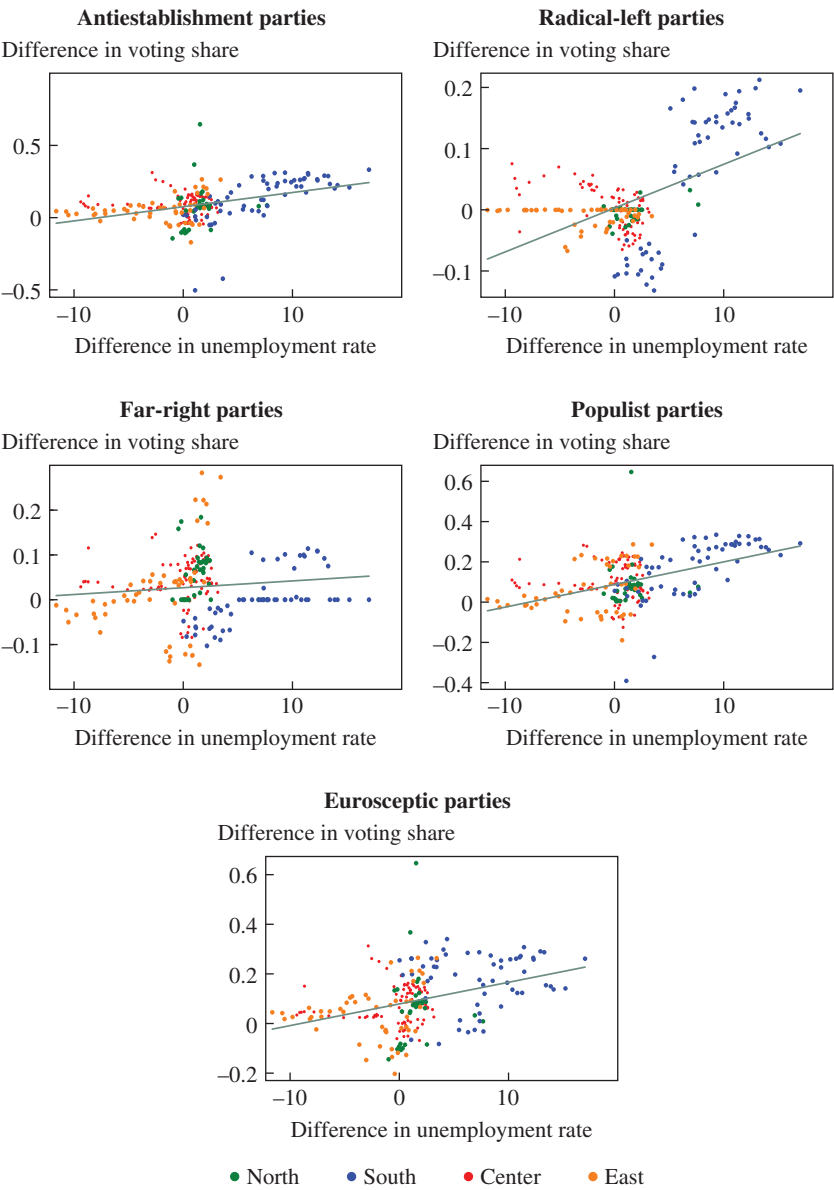 Antiestablishment parties
Difference in voting share
0.5
0
–0.5
–10 0 10
Difference in unemployment rate
Radical-left parties
Difference in voting share
0.2
0.1
0
–0.1
–10 0 10
Difference in unemployment rate
Far-right parties
Difference in voting share
0.2
0.1
0
–0.1
–10 0 10
Difference in unemployment rate
Populist parties
Difference in voting share
0.6
0.4
0.2
0
–0.2
–0.4
–10 0 10
Difference in unemployment rate
Eurosceptic parties
Difference in voting share
0.6
0.4
0.2
0
–0.2
–10 0 10
Difference in unemployment rate
North South Center East